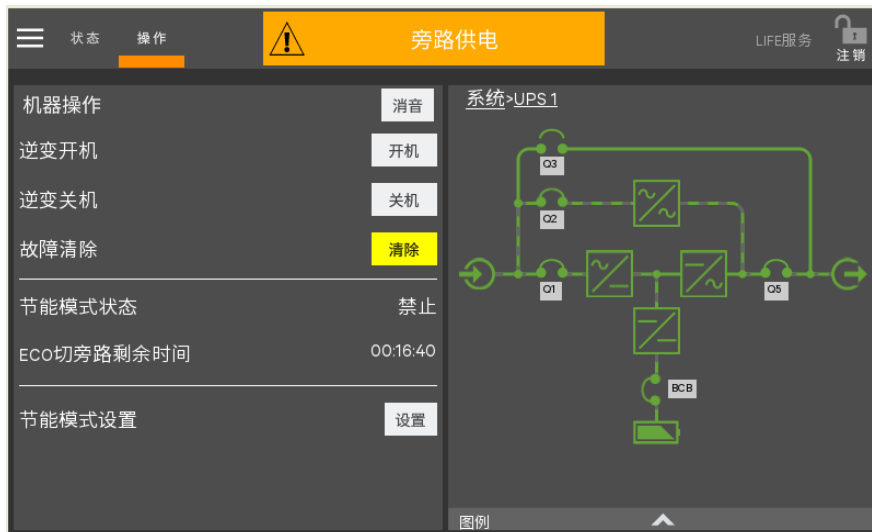 状态 操作 旁路供电 LIFE服务 注销
机器操作 消音
逆变开机 开机
逆变关机 关机
故障清除 清除
节能模式状态 禁止
ECO切旁路剩余时间 00:16:40
节能模式设置 设置
系统>UPS 1
Q3
Q2
Q1 Q5
BCB
图例